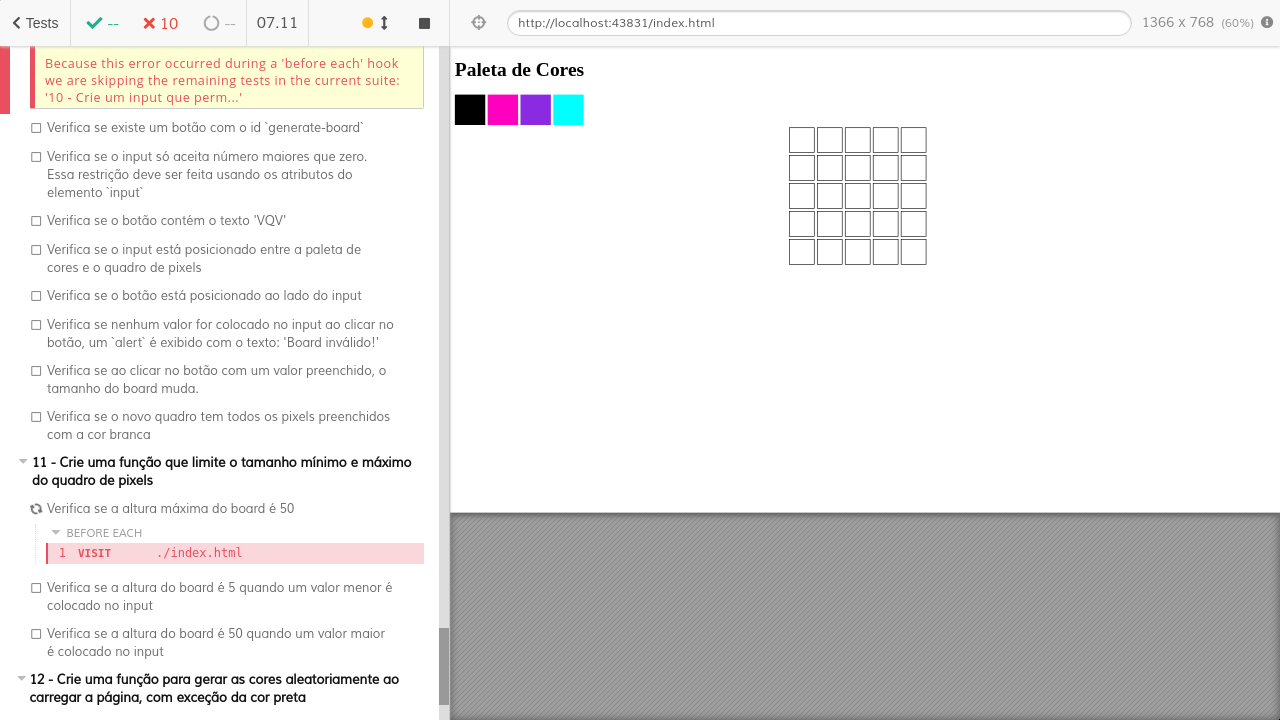 Tests
--
10
--
07.11
http://localhost:43831/index.html
1366 x 768 (60%)
Because this error occurred during a 'before each' hook
we are skipping the remaining tests in the current suite:
'10 - Crie um input que perm...'
Verifica se existe um botão com o id `generate-board`
Verifica se o input só aceita número maiores que zero.
Essa restrição deve ser feita usando os atributos do
elemento `input`
Verifica se o botão contém o texto 'VQV'
Verifica se o input está posicionado entre a paleta de
cores e o quadro de pixels
Verifica se o botão está posicionado ao lado do input
Verifica se nenhum valor for colocado no input ao clicar no
botão, um `alert` é exibido com o texto: 'Board inválido!'
Verifica se ao clicar no botão com um valor preenchido, o
tamanho do board muda.
Verifica se o novo quadro tem todos os pixels preenchidos
com a cor branca
11 - Crie uma função que limite o tamanho mínimo e máximo
do quadro de pixels
Verifica se a altura máxima do board é 50
BEFORE EACH
1 VISIT ./index.html
Verifica se a altura do board é 5 quando um valor menor é
colocado no input
Verifica se a altura do board é 50 quando um valor maior
é colocado no input
12 - Crie uma função para gerar as cores aleatoriamente ao
carregar a página, com exceção da cor preta
Paleta de Cores